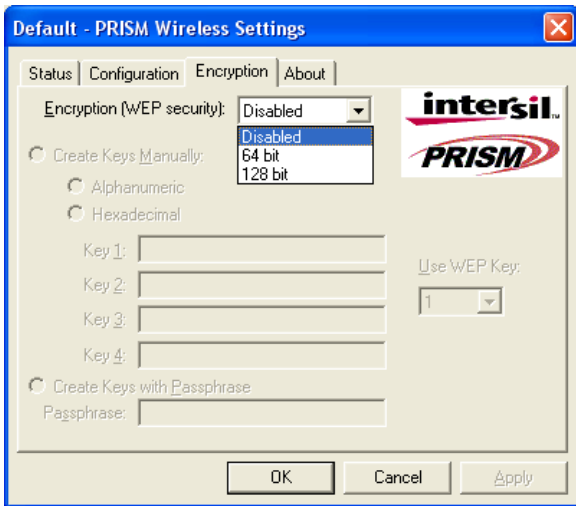 Default - PRISM Wireless Settings
Status Configuration Encryption About
Encryption (WEP security): Disabled
Disabled
64 bit
128 bit
intersil™
PRISM
Create Keys Manually:
Alphanumeric
Hexadecimal
Key 1:
Key 2:
Key 3:
Key 4:
Use WEP Key:
1
Create Keys with Passphrase
Passphrase:
OK Cancel Apply